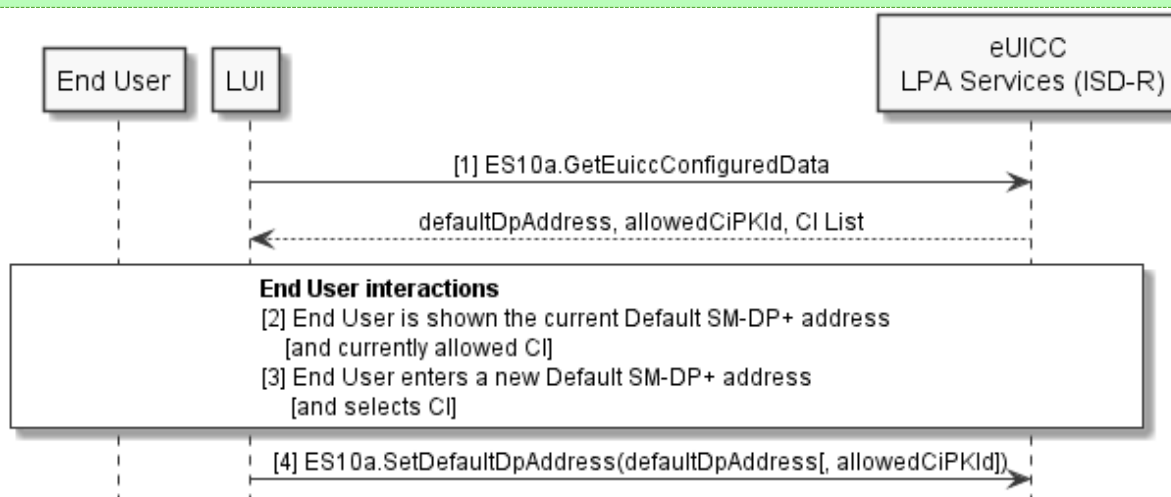 End User
LUI
eUICC
LPA Services (ISD-R)
[1] ES10a.GetEuiccConfiguredData
defaultDpAddress, allowedCiPKId, CI List
End User interactions
[2] End User is shown the current Default SM-DP+ address
[and currently allowed CI]
[3] End User enters a new Default SM-DP+ address
[and selects CI]
[4] ES10a.SetDefaultDpAddress(defaultDpAddress[, allowedCiPKId])